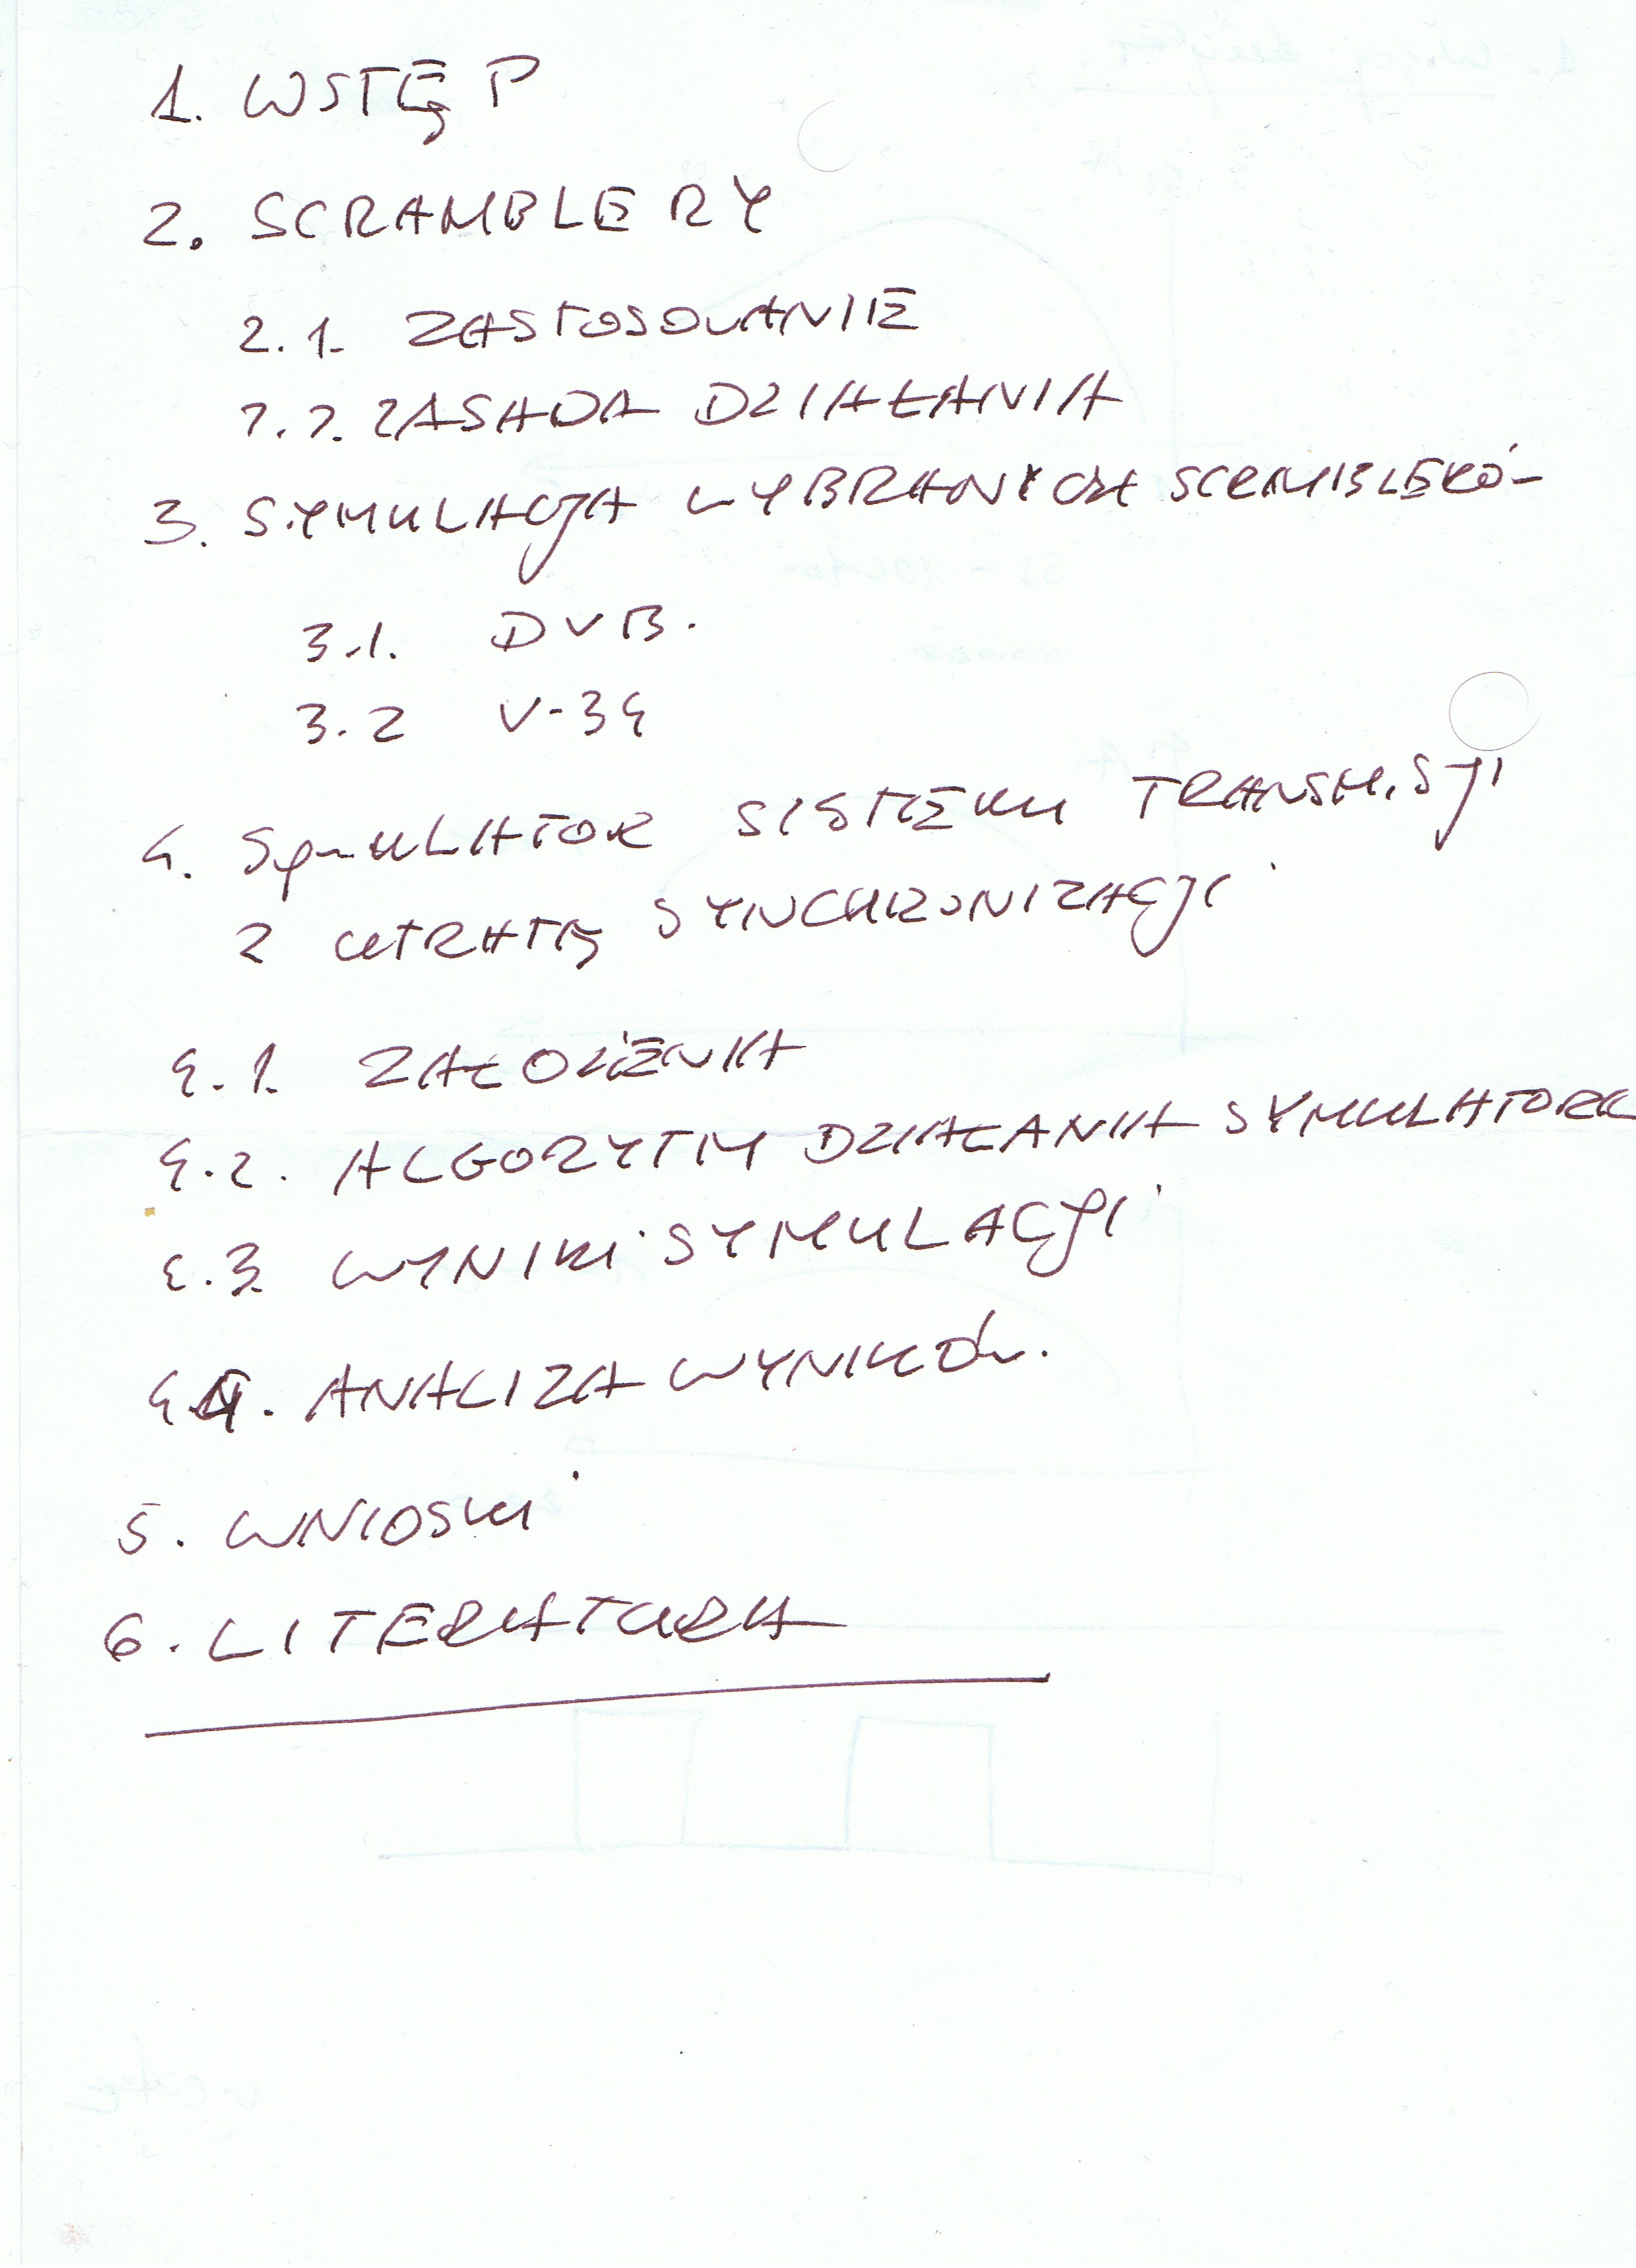 1. WSTĘP
2. SCRAMBLERY
2.1. ZASTOSOWANIE
2.2. ZASADA DZIAŁANIA
3. SYMULACJA WYBRANYCH SCRAMBLERÓW
3.1. DVB.
3.2 V-34
4. SYMULATOR SYSTEMU TRANSMISJI
Z UTRATĄ SYNCHRONIZACJI
4.1. ZAŁOŻENIA
4.2. ALGORYTM DZIAŁANIA SYMULATORA
4.3. WYNIKI SYMULACJI
4.4. ANALIZA WYNIKÓW.
5. WNIOSKI
6. LITERATURA